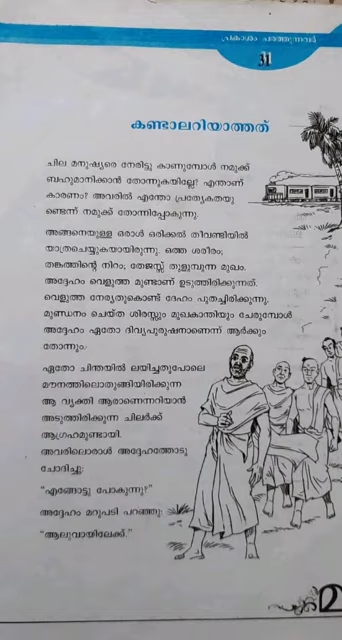 പ്രകാശം പരത്തുന്നവർ
31
കണ്ടാലറിയാത്തത്
ചില മനുഷ്യരെ നേരിട്ടു കാണുമ്പോൾ നമുക്ക്
ബഹുമാനിക്കാൻ തോന്നുകയില്ലേ? എന്താണ്
കാരണം? അവരിൽ എന്തോ പ്രത്യേകതയു
ണ്ടെന്ന് നമുക്ക് തോന്നിപ്പോകുന്നു.
അങ്ങനെയുള്ള ഒരാൾ ഒരിക്കൽ തീവണ്ടിയിൽ
യാത്രചെയ്യുകയായിരുന്നു. ഒത്ത ശരീരം;
തങ്കത്തിന്റെ നിറം; തേജസ്സ് തുളുമ്പുന്ന മുഖം.
അദ്ദേഹം വെളുത്ത മുണ്ടാണ് ഉടുത്തിരിക്കുന്നത്.
വെളുത്ത നേര്യതുകൊണ്ട് ദേഹം പുതച്ചിരിക്കുന്നു.
മുണ്ഡനം ചെയ്ത ശിരസ്സും മുഖകാന്തിയും ചേരുമ്പോൾ
അദ്ദേഹം ഏതോ ദിവ്യപുരുഷനാണെന്ന് ആർക്കും
തോന്നും.
ഏതോ ചിന്തയിൽ ലയിച്ചതുപോലെ
മൗനത്തിലൊതുങ്ങിയിരിക്കുന്ന
ആ വ്യക്തി ആരാണെന്നറിയാൻ
അടുത്തിരിക്കുന്ന ചിലർക്ക്
ആഗ്രഹമുണ്ടായി.
അവരിലൊരാൾ അദ്ദേഹത്തോടു
ചോദിച്ചു:
“എങ്ങോട്ടു പോകുന്നു?”
അദ്ദേഹം മറുപടി പറഞ്ഞു:
“ആലുവായിലേക്ക്.”